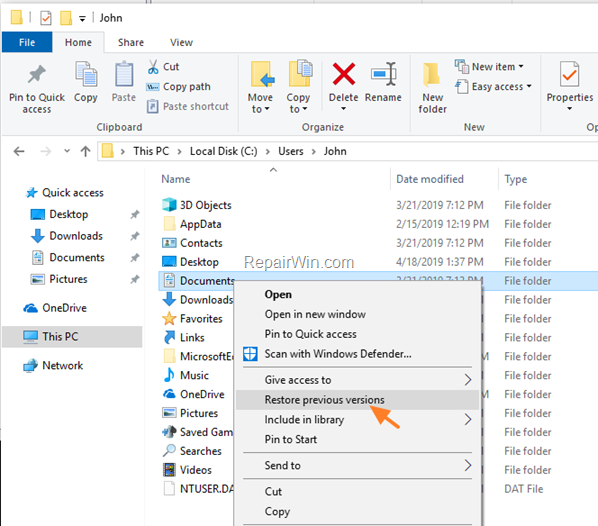 John
File Home Share View
Pin to Quick access
Copy
Paste
Cut
Copy path
Paste shortcut
Move to
Copy to
Delete
Rename
New folder
New item
Easy access
Properties
Clipboard Organize New
This PC > Local Disk (C:) > Users > John
Name Date modified Type
Quick access
Desktop
Downloads
Documents
Pictures
OneDrive
This PC
Network
3D Objects 3/21/2019 7:12 PM File folder
AppData 2/15/2019 12:19 PM File folder
Contacts 3/21/2019 7:12 PM File folder
Desktop 4/18/2019 1:37 PM File folder
RepairWin.com
Documents 3/21/2019 7:12 PM File folder
Downloads File folder
Favorites File folder
Links File folder
MicrosoftEd File folder
Music File folder
OneDrive File folder
Pictures File folder
Saved Gam File folder
Searches File folder
Videos File folder
NTUSER.DA DAT File
Open
Open in new window
Pin to Quick access
Scan with Windows Defender...
Give access to
Restore previous versions
Include in library
Pin to Start
Send to
Cut
Copy